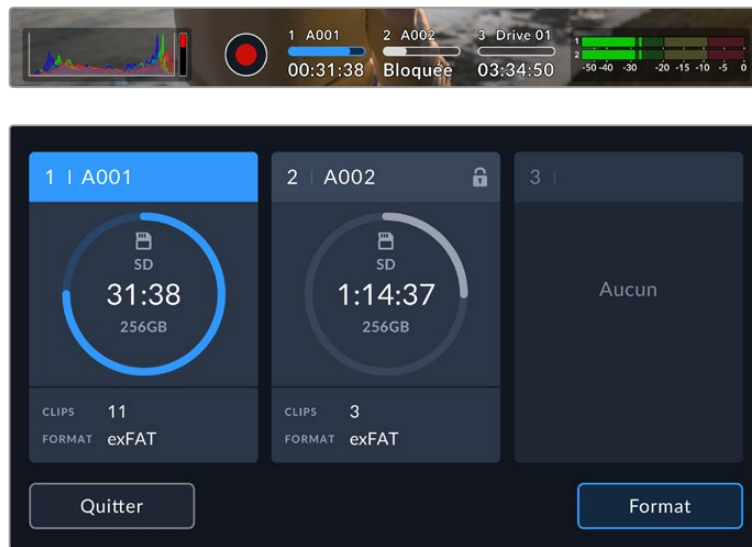 1 A001 2 A002 3 Drive 01
00:31:38 Bloquée 03:34:50
1
2
-50 -40 -30 -20 -15 -10 -5 0
1 | A001
SD
31:38
256GB
CLIPS 11
FORMAT exFAT
2 | A002
SD
1:14:37
256GB
CLIPS 3
FORMAT exFAT
3 |
Aucun
Quitter
Format